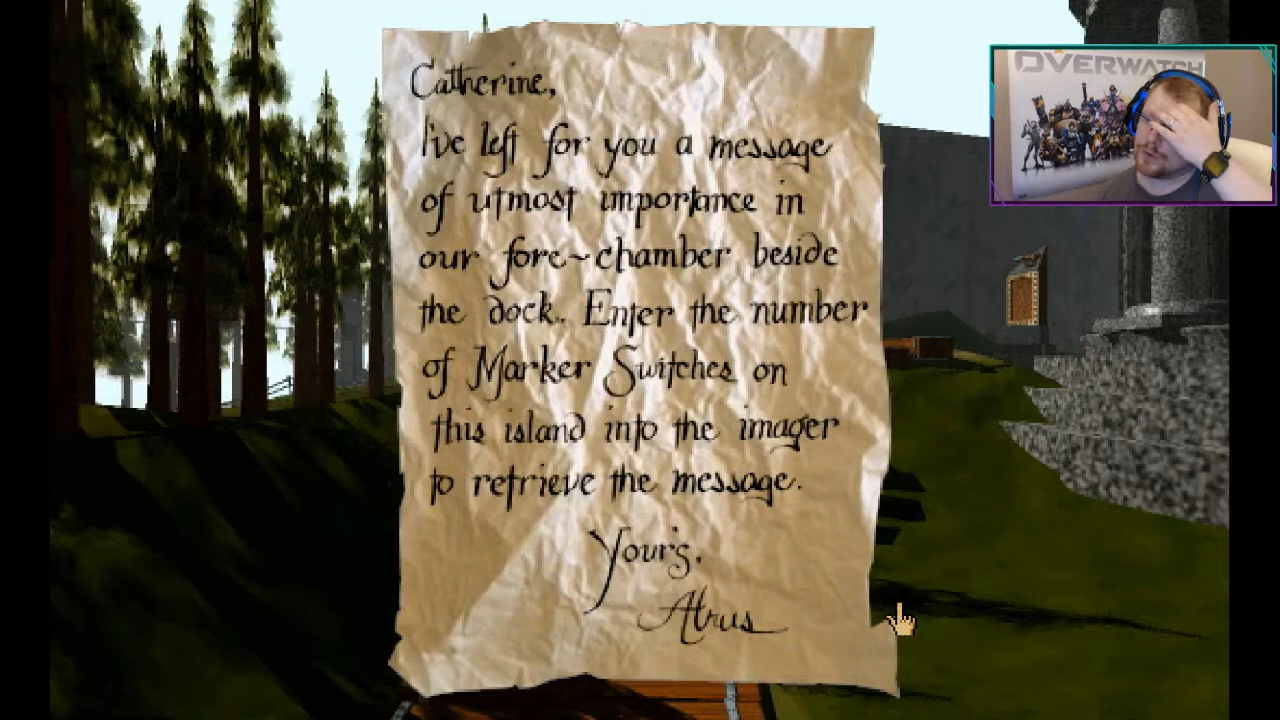 OVERWATCH
Catherine,
I've left for you a message
of utmost importance in
our fore~chamber beside
the dock. Enter the number
of Marker Switches on
this island into the imager
to retrieve the message.
Yours,
Atrus